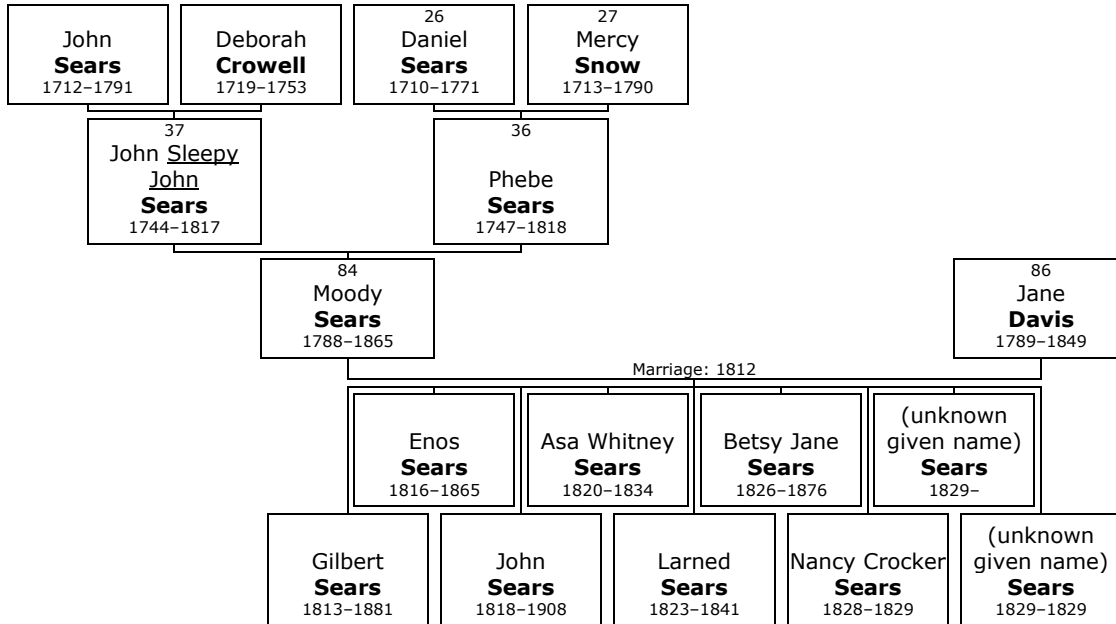 John
Sears
1712–1791
Deborah
Crowell
1719–1753
26
Daniel
Sears
1710–1771
27
Mercy
Snow
1713–1790
37
John Sleepy
John
Sears
1744–1817
36
Phebe
Sears
1747–1818
84
Moody
Sears
1788–1865
86
Jane
Davis
1789–1849
Marriage: 1812
Enos
Sears
1816–1865
Asa Whitney
Sears
1820–1834
Betsy Jane
Sears
1826–1876
(unknown
given name)
Sears
1829–
Gilbert
Sears
1813–1881
John
Sears
1818–1908
Larned
Sears
1823–1841
Nancy Crocker
Sears
1828–1829
(unknown
given name)
Sears
1829–1829